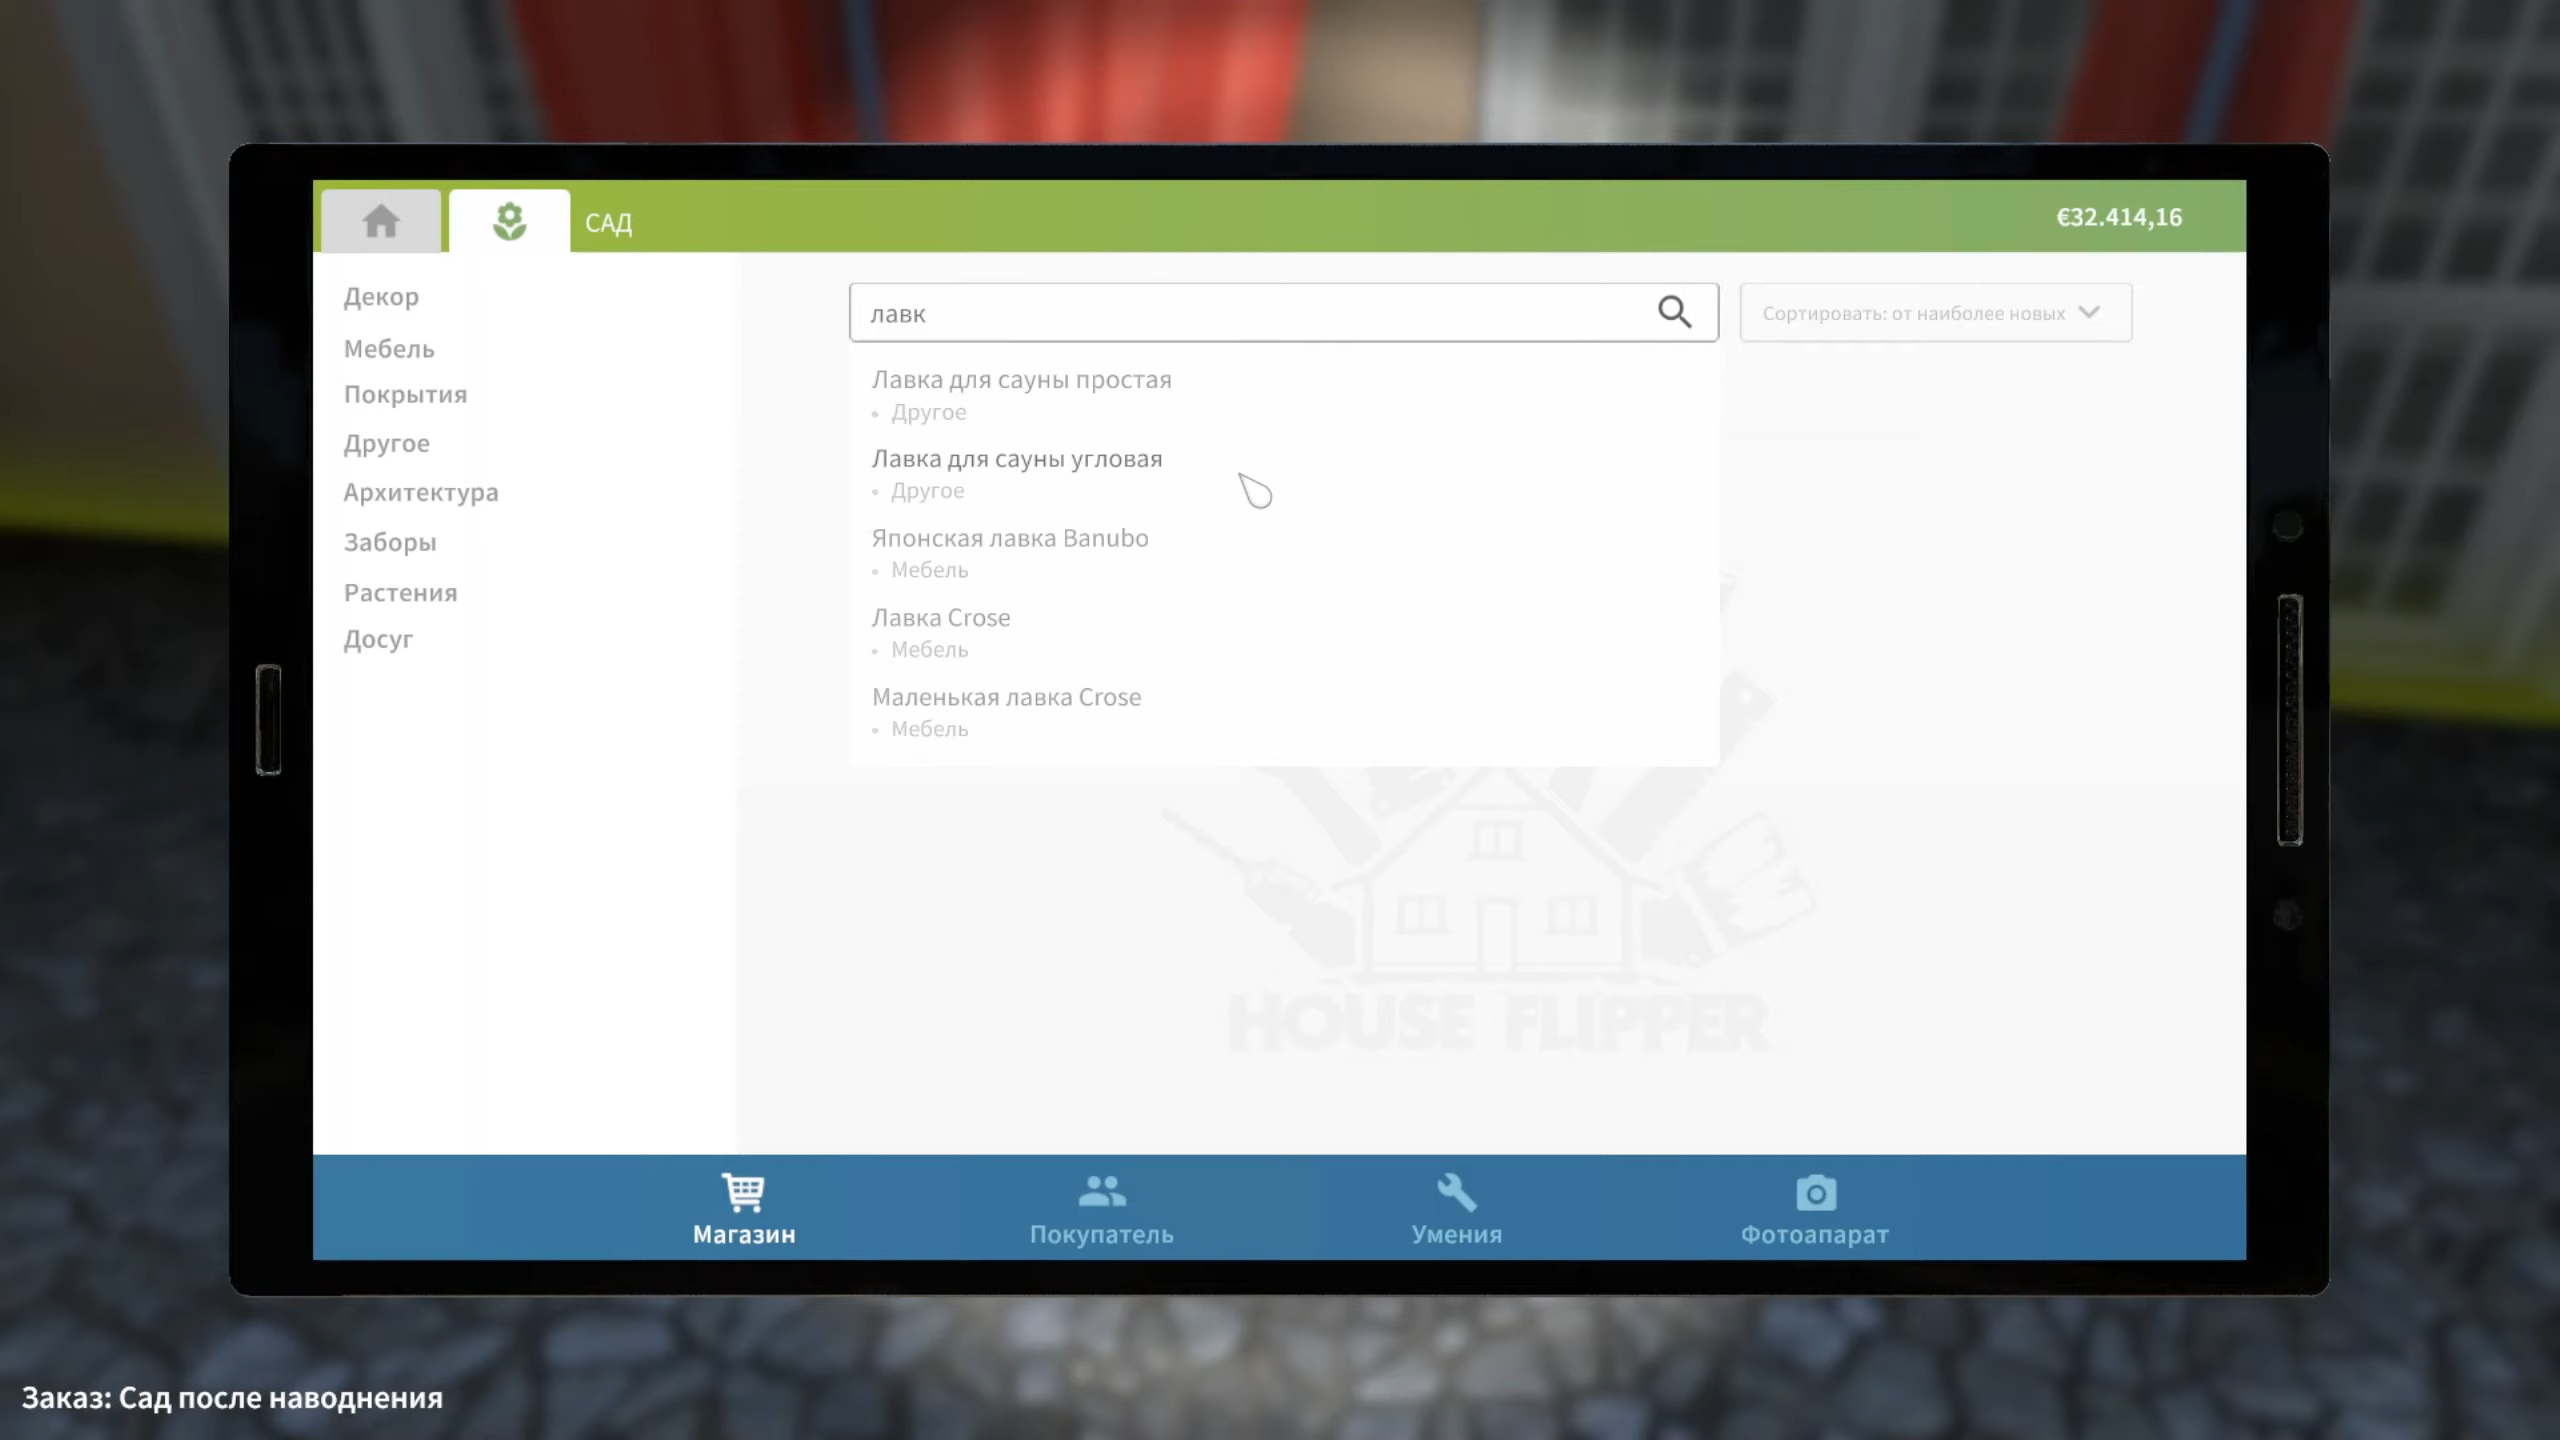 САД
€32.414,16
Декор
Мебель
Покрытия
Другое
Архитектура
Заборы
Растения
Досуг
лавк
Сортировать: от наиболее новых
Лавка для сауны простая
• Другое
Лавка для сауны угловая
• Другое
Японская лавка Banubo
• Мебель
Лавка Crose
• Мебель
Маленькая лавка Crose
• Мебель
HOUSE FLIPPER
Магазин
Покупатель
Умения
Фотоапарат
Заказ: Сад после наводнения